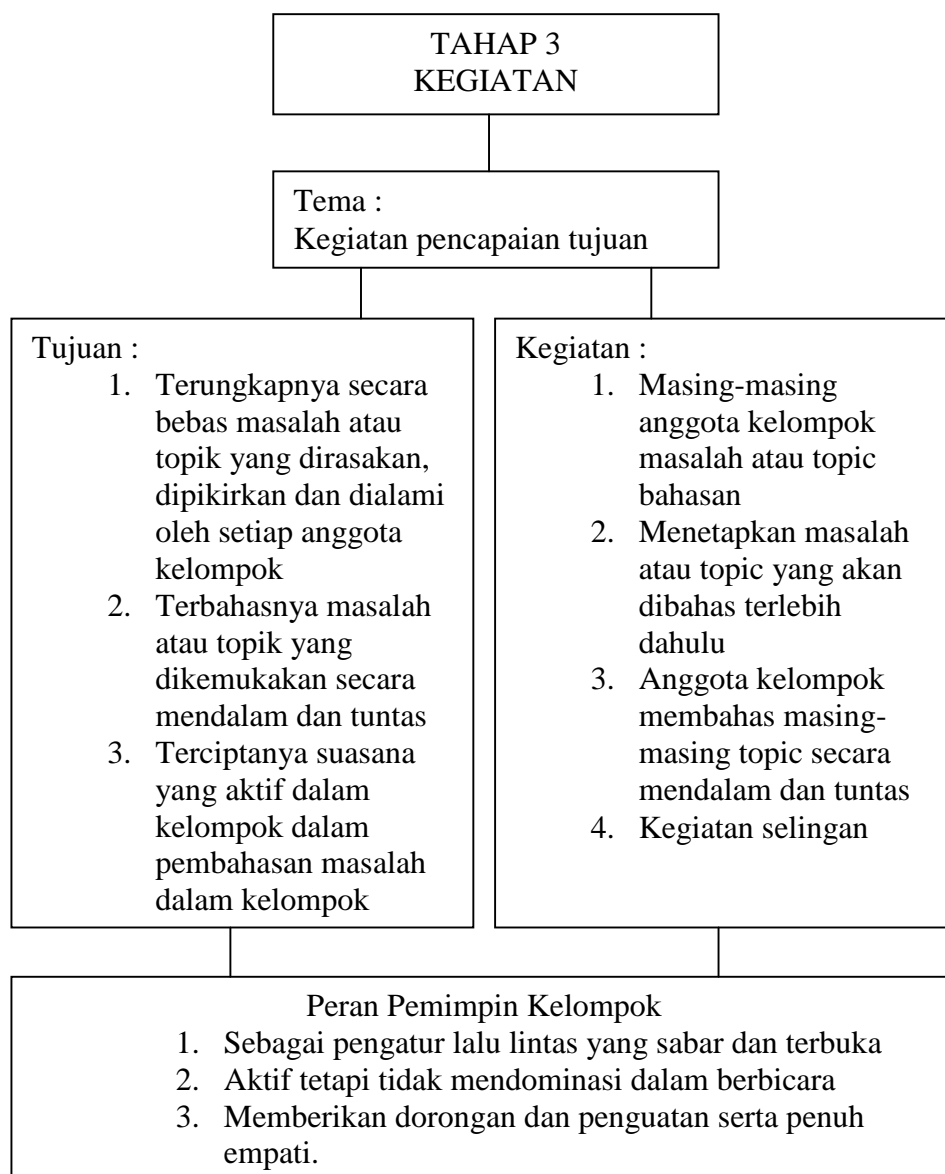 TAHAP 3
KEGIATAN
Tema :
Kegiatan pencapaian tujuan
Tujuan :
1. Terungkapnya secara
bebas masalah atau
topik yang dirasakan,
dipikirkan dan dialami
oleh setiap anggota
kelompok
2. Terbahasnya masalah
atau topik yang
dikemukakan secara
mendalam dan tuntas
3. Terciptanya suasana
yang aktif dalam
kelompok dalam
pembahasan masalah
dalam kelompok
Kegiatan :
1. Masing-masing
anggota kelompok
masalah atau topic
bahasan
2. Menetapkan masalah
atau topic yang akan
dibahas terlebih
dahulu
3. Anggota kelompok
membahas masing-
masing topic secara
mendalam dan tuntas
4. Kegiatan selingan
Peran Pemimpin Kelompok
1. Sebagai pengatur lalu lintas yang sabar dan terbuka
2. Aktif tetapi tidak mendominasi dalam berbicara
3. Memberikan dorongan dan penguatan serta penuh
empati.